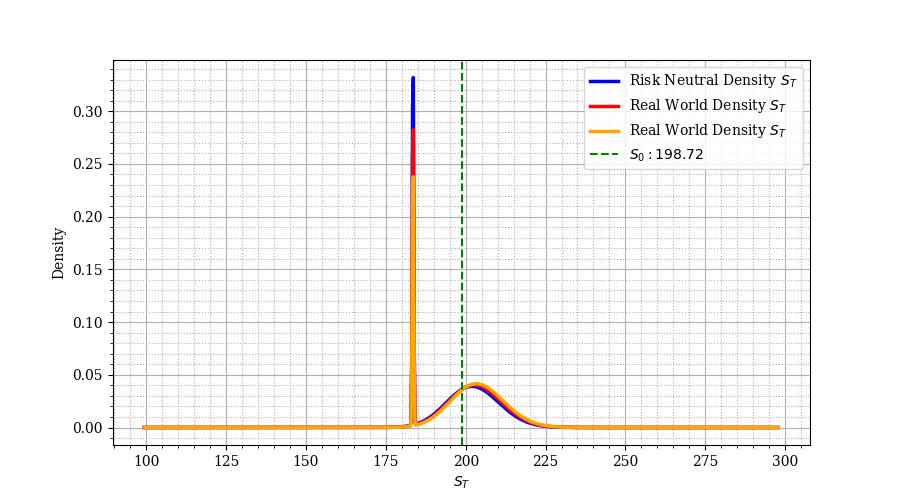 0.30
0.25
0.20
0.15
0.10
0.05
0.00
Density
100
125
150
175
200
225
250
275
300
S_T
Risk Neutral Density S_T
Real World Density S_T
Real World Density S_T
S_0 : 198.72